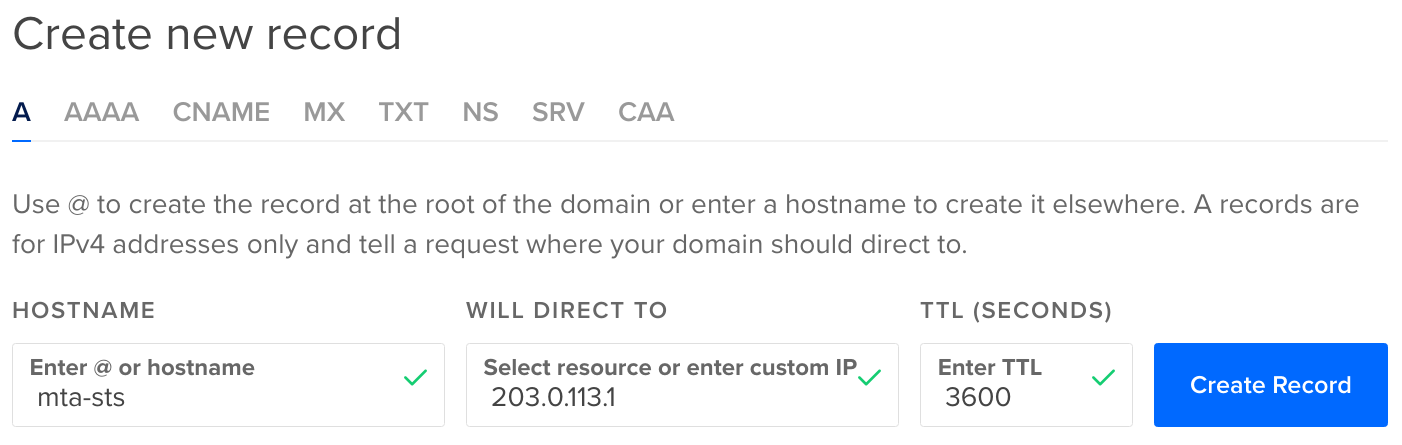 Create new record
A AAAA CNAME MX TXT NS SRV CAA
Use @ to create the record at the root of the domain or enter a hostname to create it elsewhere. A records are
for IPv4 addresses only and tell a request where your domain should direct to.
HOSTNAME WILL DIRECT TO TTL (SECONDS)
Enter @ or hostname Select resource or enter custom IP Enter TTL
mta-sts 203.0.113.1 3600
Create Record